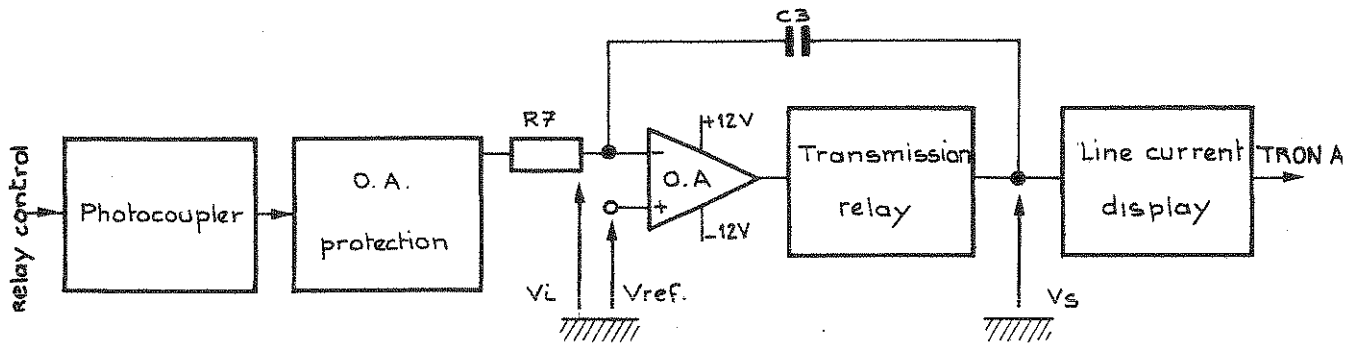 C3
R7
+12V
Relay control
Photocoupler
O.A.
protection
−
O.A
+
−12V
Transmission
relay
Line current
display
TRON A
Vi
Vref.
Vs